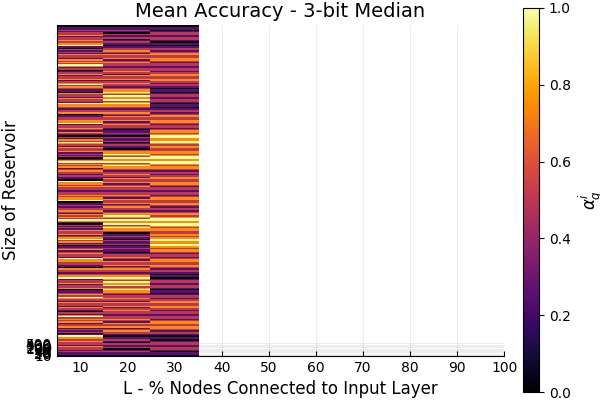 Mean Accuracy - 3-bit Median
1.0
0.8
0.6
0.4
0.2
0.0
α_q^i
Size of Reservoir
500
10
10 20 30 40 50 60 70 80 90 100
L - % Nodes Connected to Input Layer